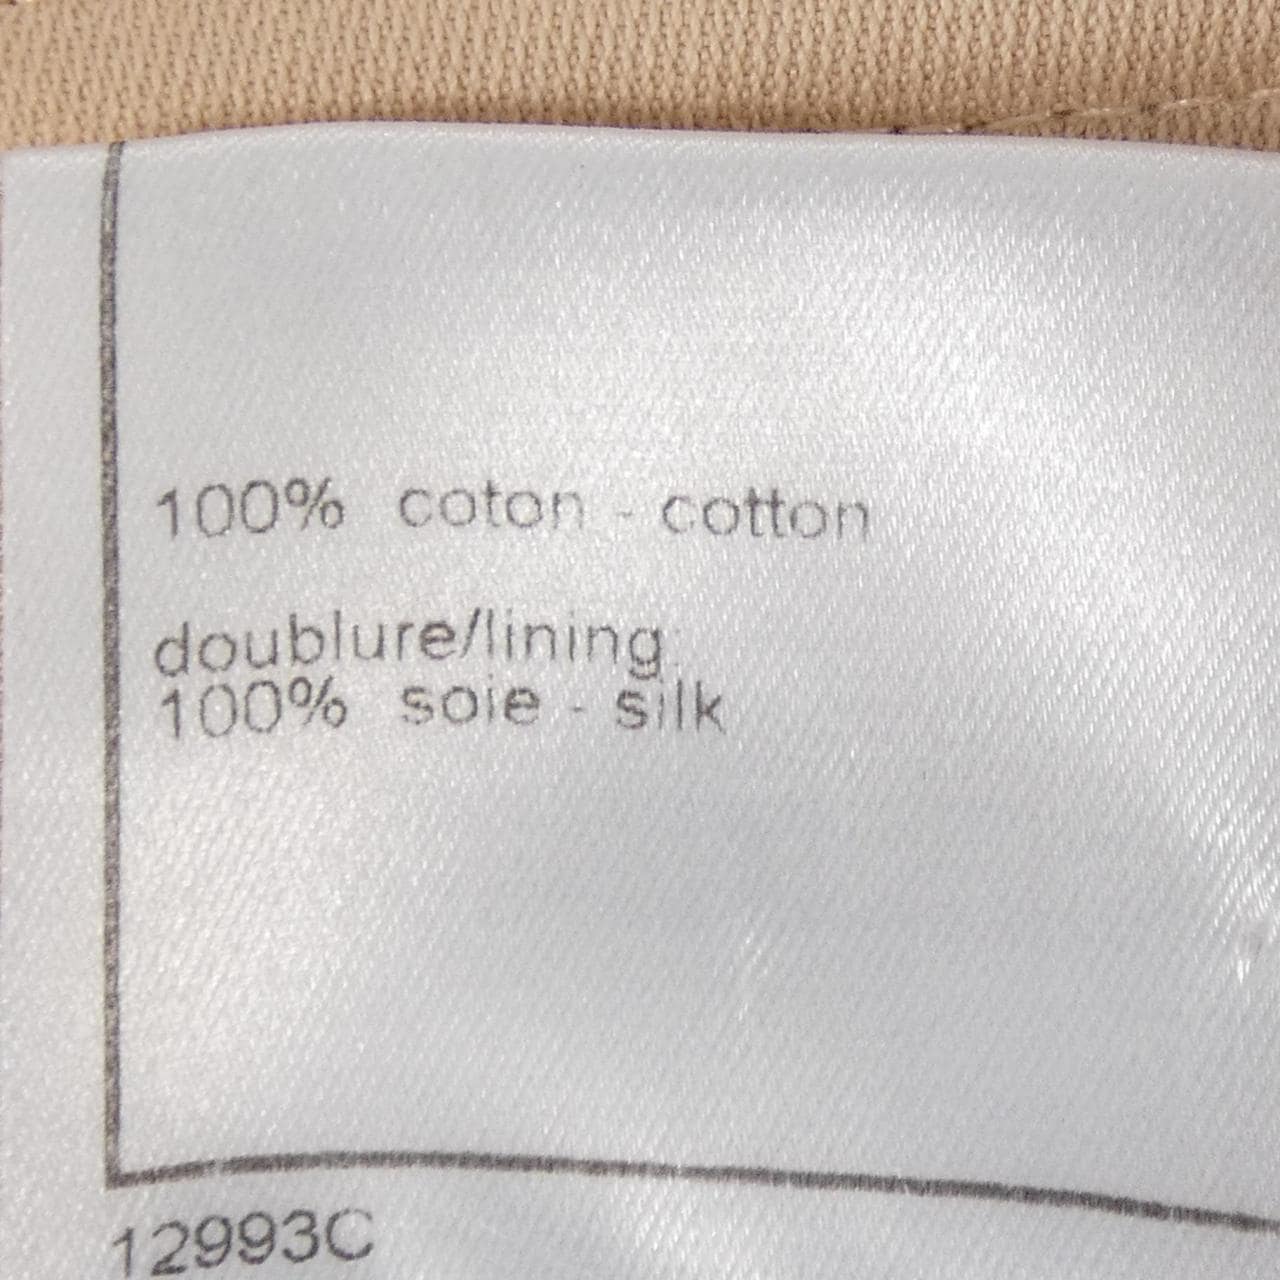 100% coton - cotton
doublure/lining:
100% soie - silk
12993C